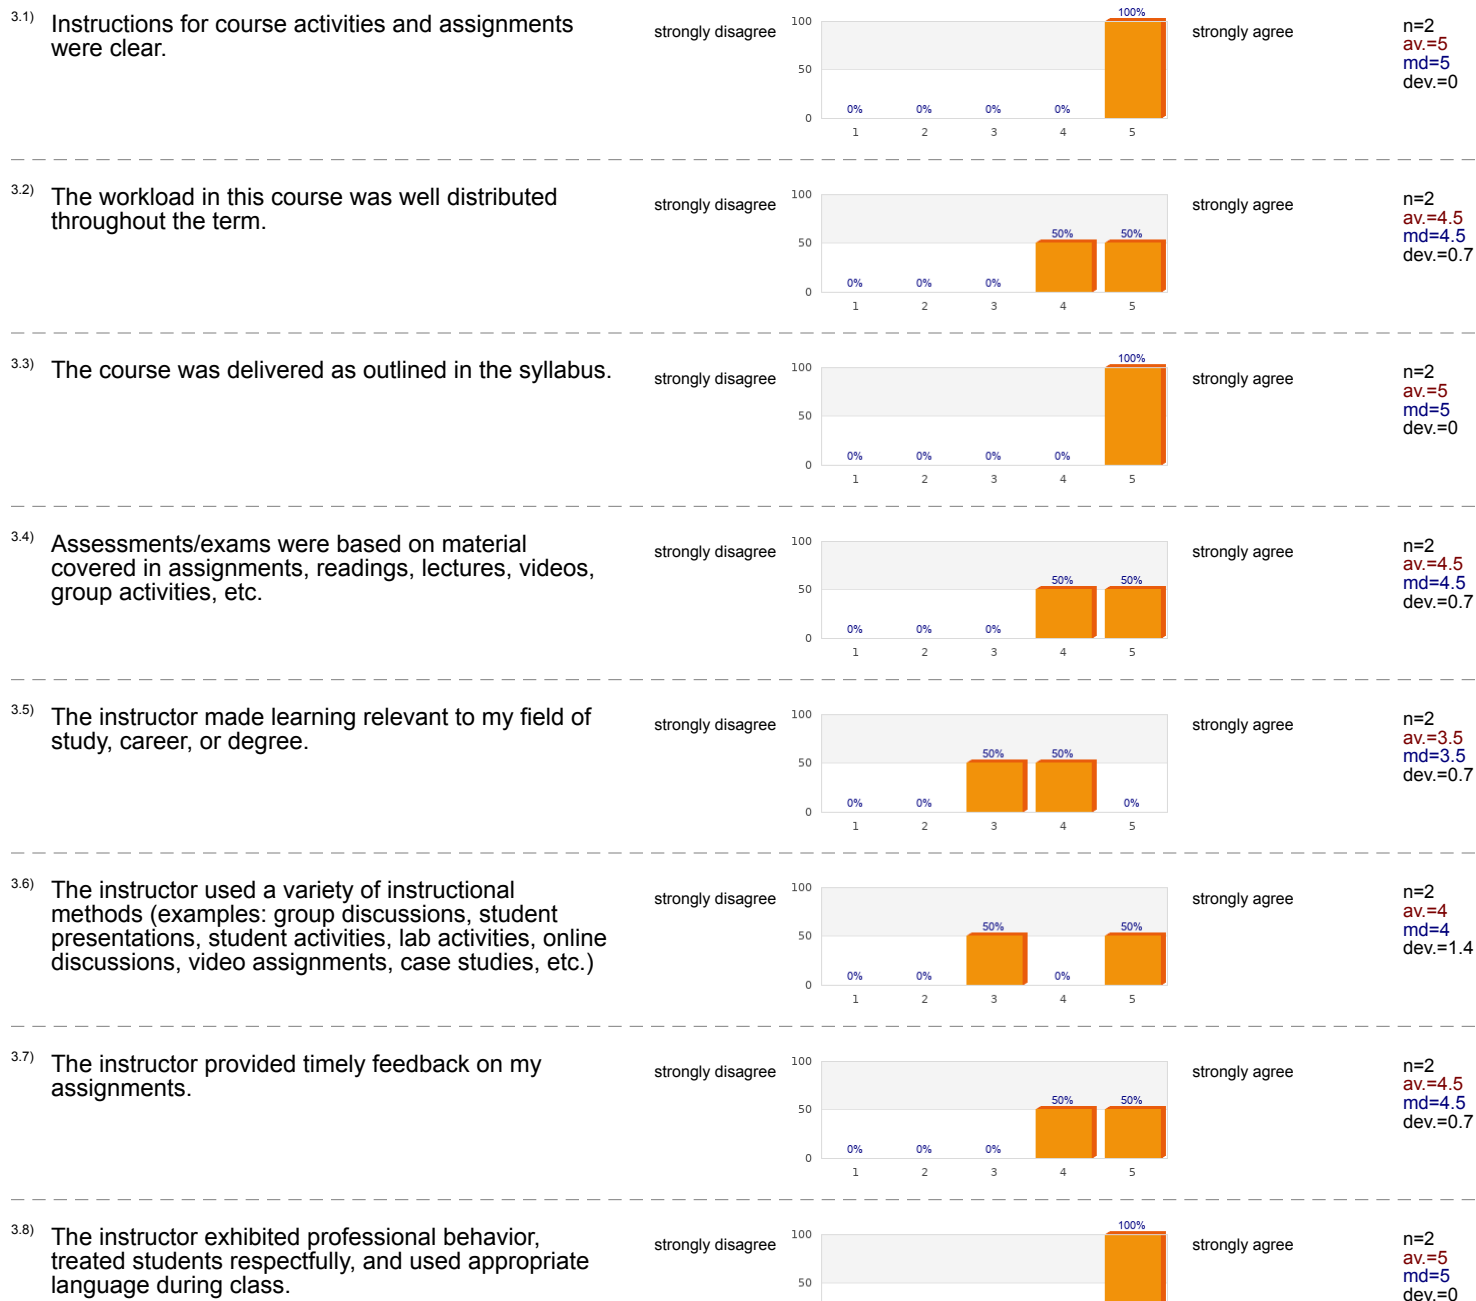 3.1) Instructions for course activities and assignments
were clear.
strongly disagree
100
50
0
0% 0% 0% 0% 100%
1 2 3 4 5
strongly agree
n=2
av.=5
md=5
dev.=0
3.2) The workload in this course was well distributed
throughout the term.
strongly disagree
100
50
0
0% 0% 0% 50% 50%
1 2 3 4 5
strongly agree
n=2
av.=4.5
md=4.5
dev.=0.7
3.3) The course was delivered as outlined in the syllabus.
strongly disagree
100
50
0
0% 0% 0% 0% 100%
1 2 3 4 5
strongly agree
n=2
av.=5
md=5
dev.=0
3.4) Assessments/exams were based on material
covered in assignments, readings, lectures, videos,
group activities, etc.
strongly disagree
100
50
0
0% 0% 0% 50% 50%
1 2 3 4 5
strongly agree
n=2
av.=4.5
md=4.5
dev.=0.7
3.5) The instructor made learning relevant to my field of
study, career, or degree.
strongly disagree
100
50
0
0% 0% 50% 50% 0%
1 2 3 4 5
strongly agree
n=2
av.=3.5
md=3.5
dev.=0.7
3.6) The instructor used a variety of instructional
methods (examples: group discussions, student
presentations, student activities, lab activities, online
discussions, video assignments, case studies, etc.)
strongly disagree
100
50
0
0% 0% 50% 0% 50%
1 2 3 4 5
strongly agree
n=2
av.=4
md=4
dev.=1.4
3.7) The instructor provided timely feedback on my
assignments.
strongly disagree
100
50
0
0% 0% 0% 50% 50%
1 2 3 4 5
strongly agree
n=2
av.=4.5
md=4.5
dev.=0.7
3.8) The instructor exhibited professional behavior,
treated students respectfully, and used appropriate
language during class.
strongly disagree
100
50
100%
strongly agree
n=2
av.=5
md=5
dev.=0